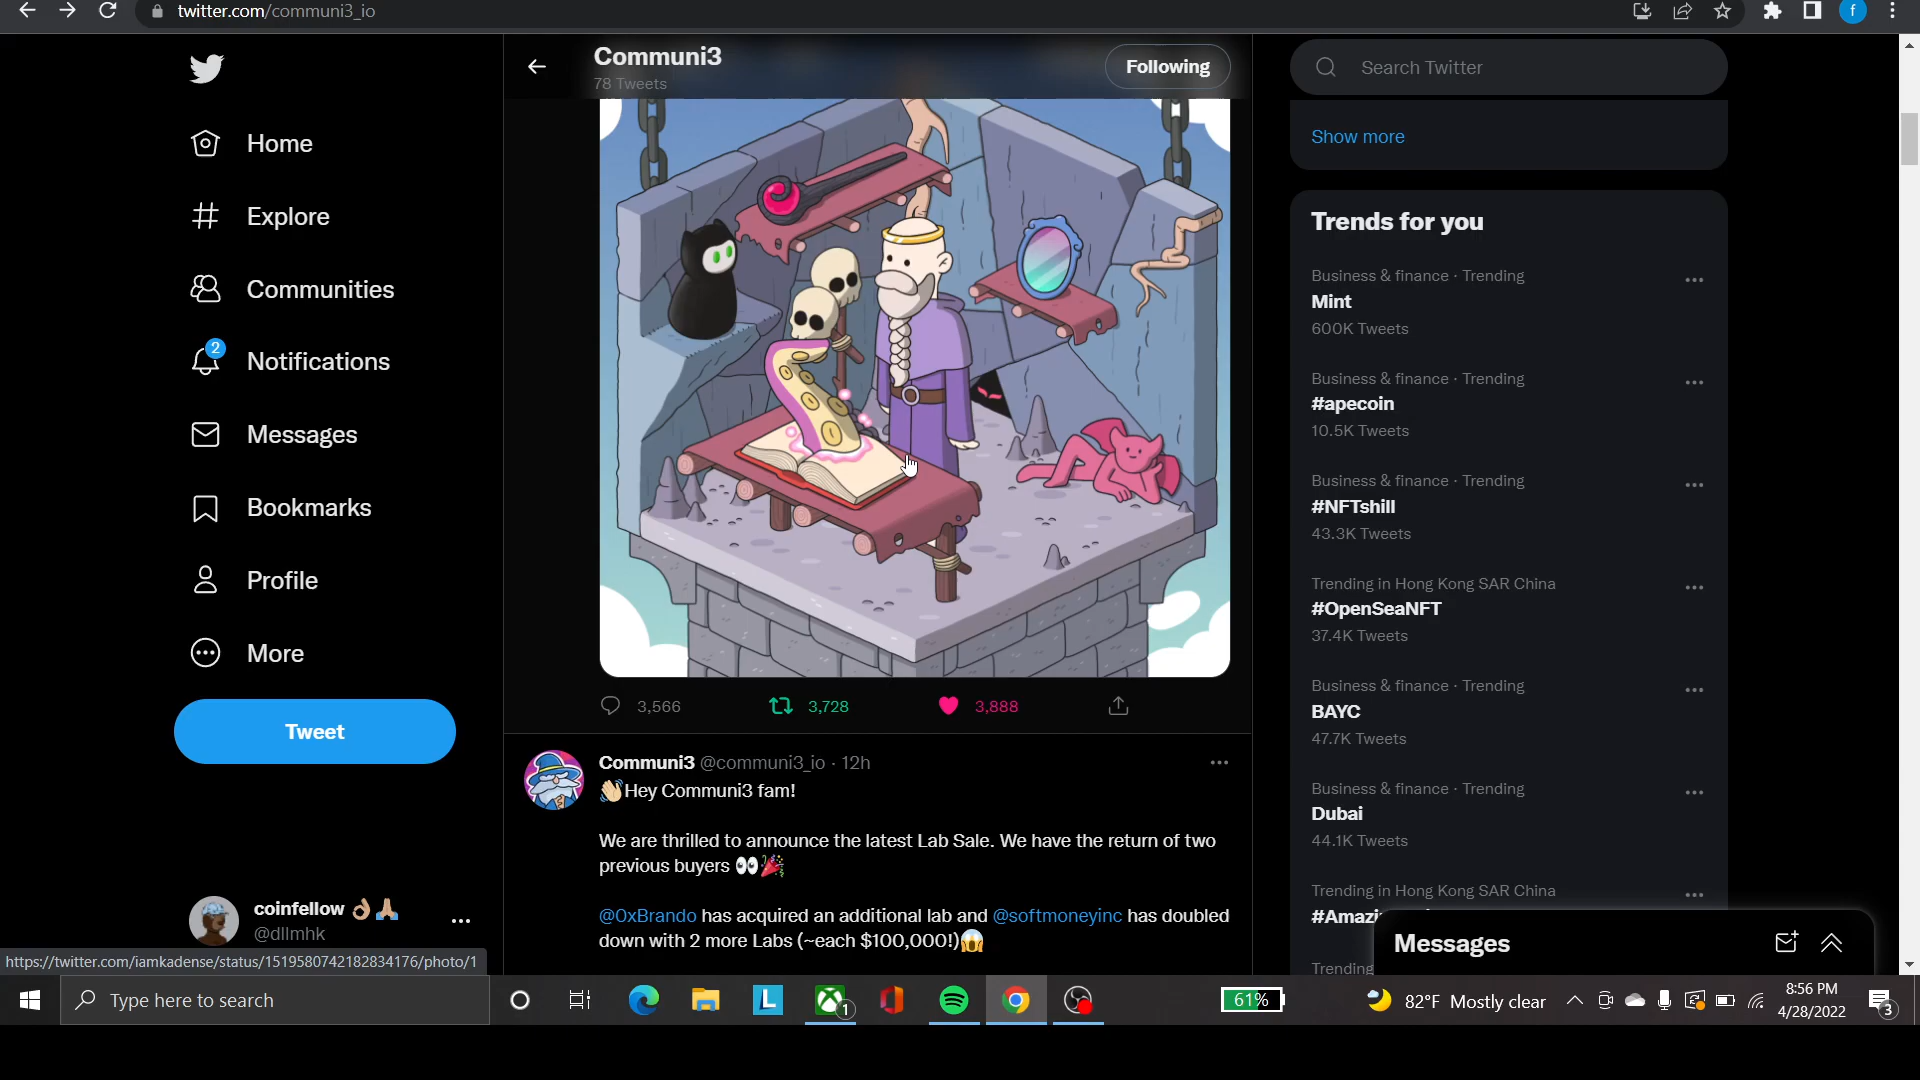 twitter.com/communi3_io
f
Communi3
78 Tweets
Following
Search Twitter
Home
Explore
Communities
2
Notifications
Messages
Bookmarks
Profile
More
Tweet
coinfellow
@dllmhk
https://twitter.com/iamkadense/status/1519580742182834176/photo/1
3,566
3,728
3,888
Communi3 @communi3_io · 12h
👋🏻Hey Communi3 fam!
We are thrilled to announce the latest Lab Sale. We have the return of two
previous buyers 👀🎉
@0xBrando has acquired an additional lab and @softmoneyinc has doubled
down with 2 more Labs (~each $100,000!)😱
Show more
Trends for you
Business & finance · Trending
Mint
600K Tweets
Business & finance · Trending
#apecoin
10.5K Tweets
Business & finance · Trending
#NFTshill
43.3K Tweets
Trending in Hong Kong SAR China
#OpenSeaNFT
37.4K Tweets
Business & finance · Trending
BAYC
47.7K Tweets
Business & finance · Trending
Dubai
44.1K Tweets
Trending in Hong Kong SAR China
#Amazi
Trending
Messages
Type here to search
L
1
61%
82°F Mostly clear
8:56 PM
4/28/2022
3